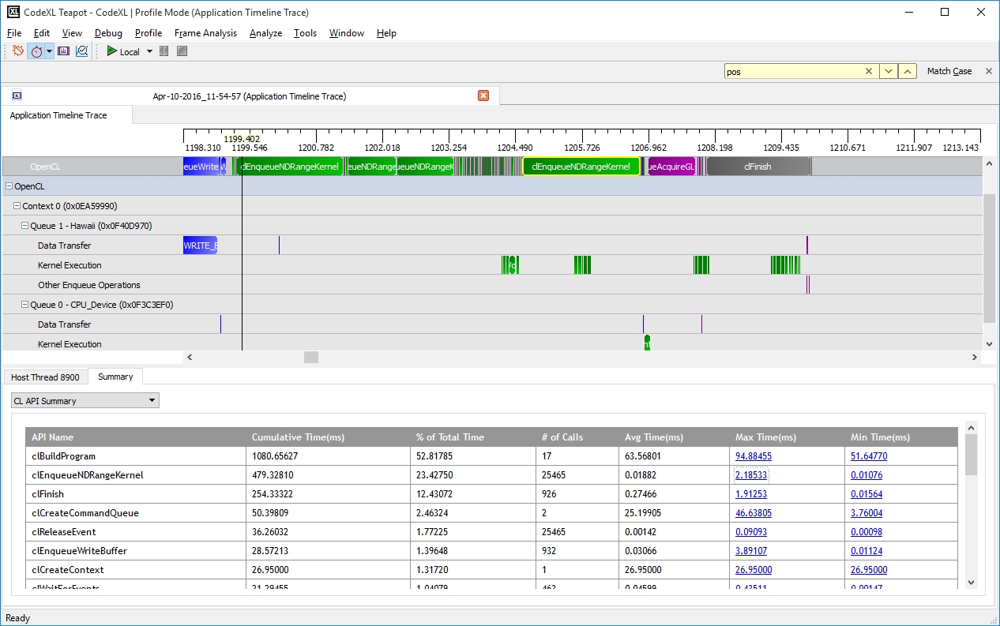 CodeXL Teapot - CodeXL | Profile Mode (Application Timeline Trace)
File Edit View Debug Profile Frame Analysis Analyze Tools Window Help
Local
pos Match Case
Apr-10-2016_11-54-57 (Application Timeline Trace)
Application Timeline Trace
1199.402
1198.310 1199.546 1200.782 1202.018 1203.254 1204.490 1205.726 1206.962 1208.198 1209.435 1210.671 1211.907 1213.143
OpenCL eueWrite W clEnqueueNDRangeKernel eueNDRange ueueNDRangeK clEnqueueNDRangeKernel ueAcquireGL clFinish
OpenCL
Context 0 (0x0EA59990)
Queue 1 - Hawaii (0x0F40D970)
Data Transfer WRITE_B
Kernel Execution
Other Enqueue Operations
Queue 0 - CPU_Device (0x0F3C3EF0)
Data Transfer
Kernel Execution
Host Thread 8900 Summary
CL API Summary
API Name Cumulative Time(ms) % of Total Time # of Calls Avg Time(ms) Max Time(ms) Min Time(ms)
clBuildProgram 1080.65627 52.81785 17 63.56801 94.88455 51.64770
clEnqueueNDRangeKernel 479.32810 23.42750 25465 0.01882 2.18533 0.01076
clFinish 254.33322 12.43072 926 0.27466 1.91253 0.01564
clCreateCommandQueue 50.39809 2.46324 2 25.19905 46.63805 3.76004
clReleaseEvent 36.26032 1.77225 25465 0.00142 0.09093 0.00098
clEnqueueWriteBuffer 28.57213 1.39648 932 0.03066 3.89107 0.01124
clCreateContext 26.95000 1.31720 1 26.95000 26.95000 26.95000
clWaitForEvents 21.29455 1.04079 463 0.04599 0.43511 0.00147
Ready